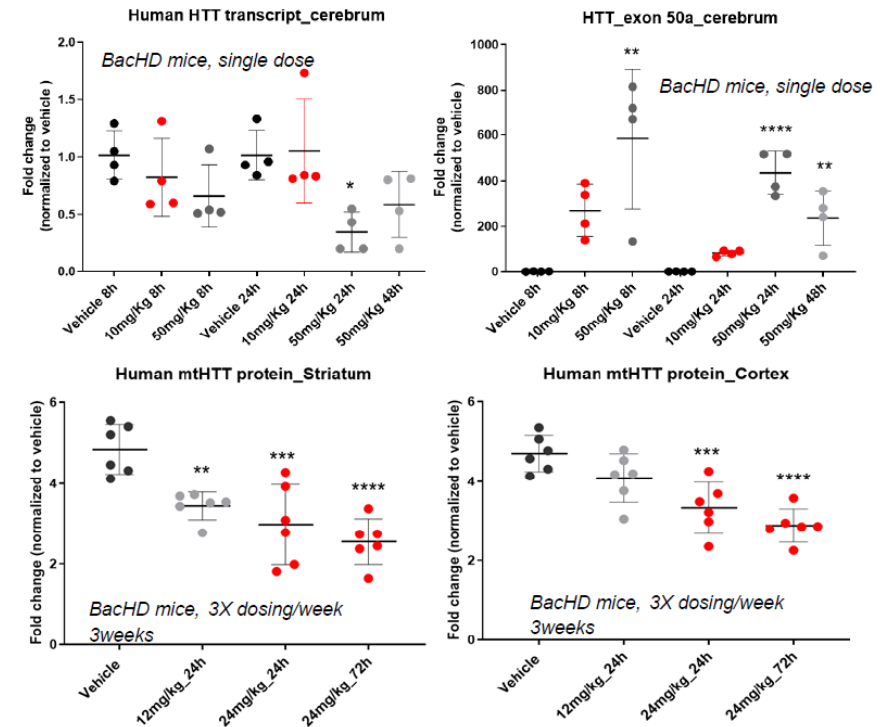 Human HTT transcript_cerebrum
Fold change
(normalized to vehicle )
2.0
1.5
1.0
0.5
0.0
BacHD mice, single dose
*
Vehicle 8h
10mg/Kg 8h
50mg/Kg 8h
Vehicle 24h
10mg/Kg 24h
50mg/Kg 24h
50mg/Kg 48h
HTT_exon 50a_cerebrum
Fold change
(normalized to vehicle )
1000
800
600
400
200
0
**
BacHD mice, single dose
****
**
Vehicle 8h
10mg/Kg 8h
50mg/Kg 8h
Vehicle 24h
10mg/Kg 24h
50mg/Kg 24h
50mg/Kg 48h
Human mtHTT protein_Striatum
Fold change (normalized to vehicle)
6
4
2
0
**
***
****
BacHD mice, 3X dosing/week
3weeks
Vehicle
12mg/kg_24h
24mg/kg_24h
24mg/kg_72h
Human mtHTT protein_Cortex
Fold change (normalized to vehicle)
6
4
2
0
***
****
BacHD mice, 3X dosing/week
3weeks
Vehicle
12mg/kg_24h
24mg/kg_24h
24mg/kg_72h